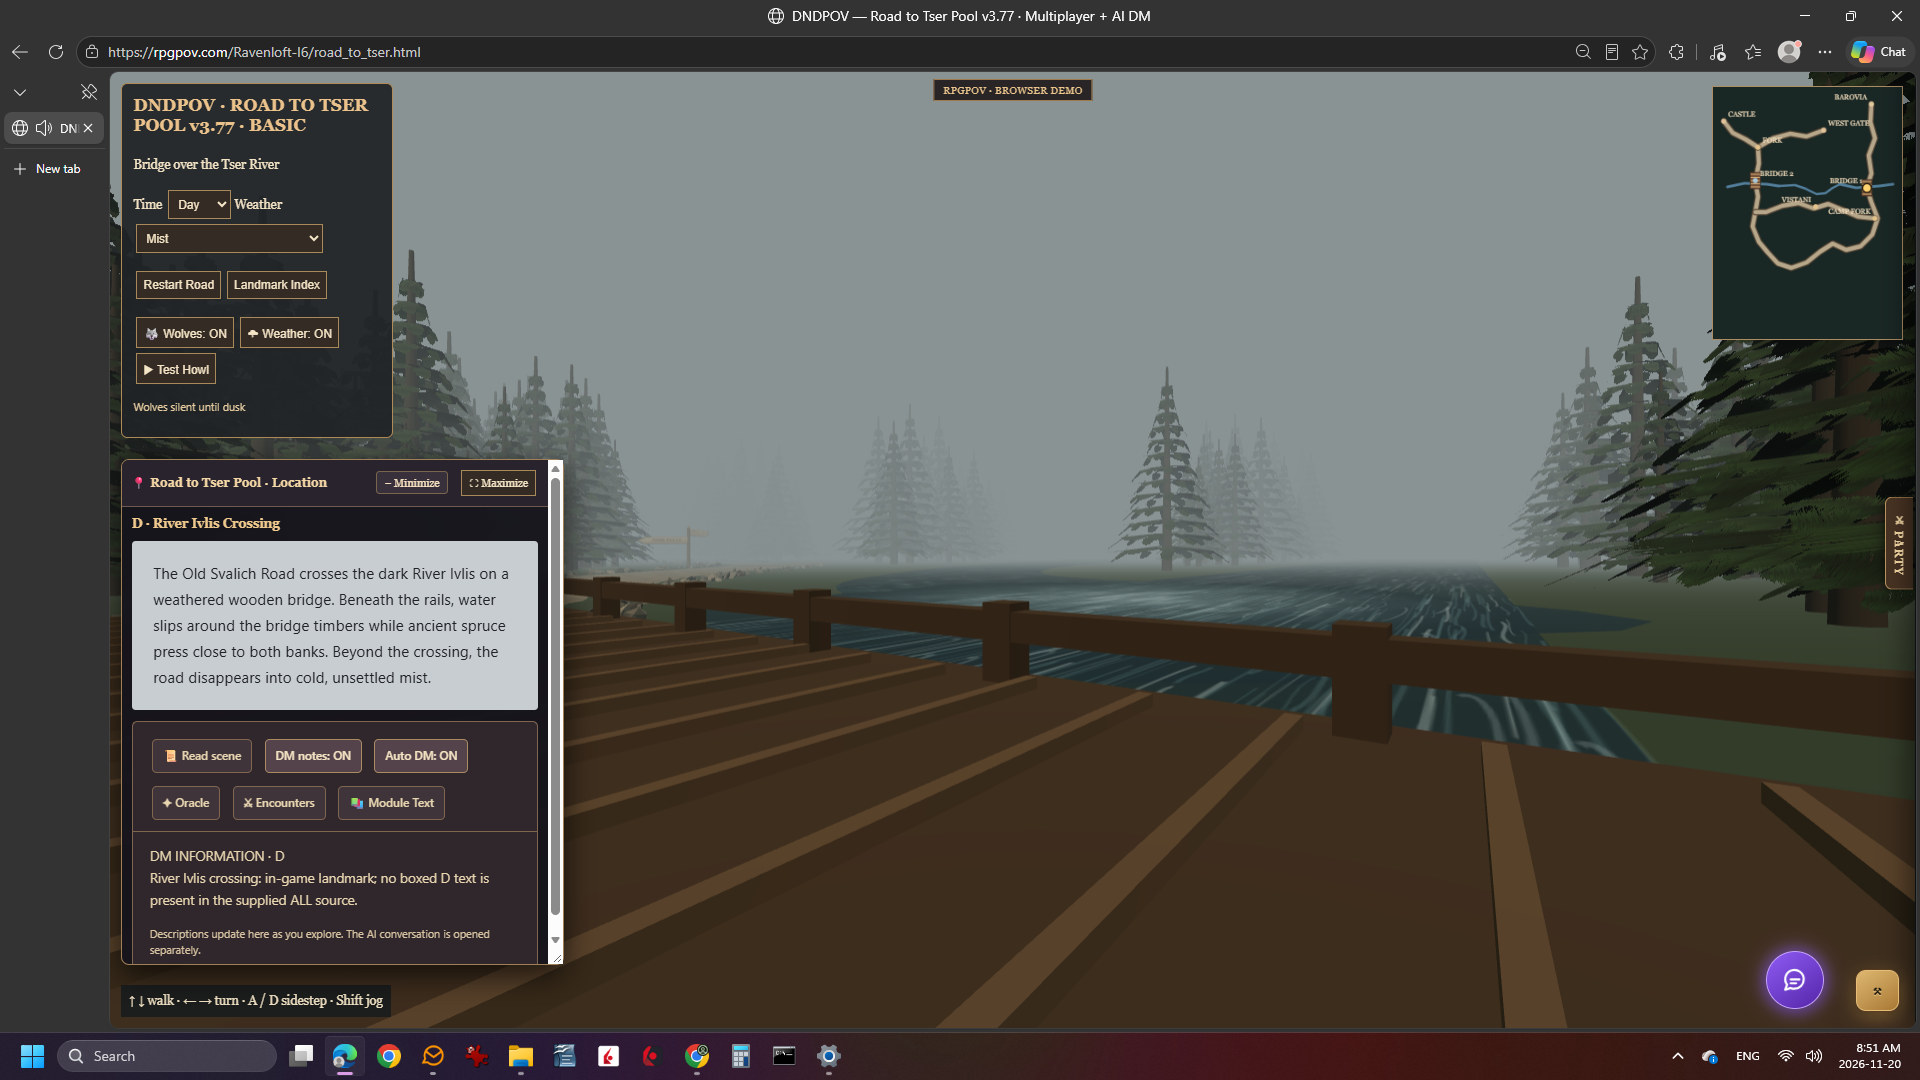 DNDPOV — Road to Tser Pool v3.77 · Multiplayer + AI DM
https://rpgpov.com/Ravenloft-I6/road_to_tser.html
Chat
DN
New tab
DNDPOV · ROAD TO TSER
POOL v3.77 · BASIC
Bridge over the Tser River
Time Day Weather
Mist
Restart Road Landmark Index
Wolves: ON Weather: ON
Test Howl
Wolves silent until dusk
RPGPOV · BROWSER DEMO
BAROVIA
CASTLE
WEST GATE
FORK
BRIDGE 2
BRIDGE 1
VISTANI
CAMP FORK
PARTY
Road to Tser Pool · Location – Minimize Maximize
D · River Ivlis Crossing
The Old Svalich Road crosses the dark River Ivlis on a
weathered wooden bridge. Beneath the rails, water
slips around the bridge timbers while ancient spruce
press close to both banks. Beyond the crossing, the
road disappears into cold, unsettled mist.
Read scene DM notes: ON Auto DM: ON
Oracle Encounters Module Text
DM INFORMATION · D
River Ivlis crossing: in-game landmark; no boxed D text is
present in the supplied ALL source.
Descriptions update here as you explore. The AI conversation is opened
separately.
↑↓ walk · ←→ turn · A / D sidestep · Shift jog
Search
ENG
8:51 AM
2026-11-20